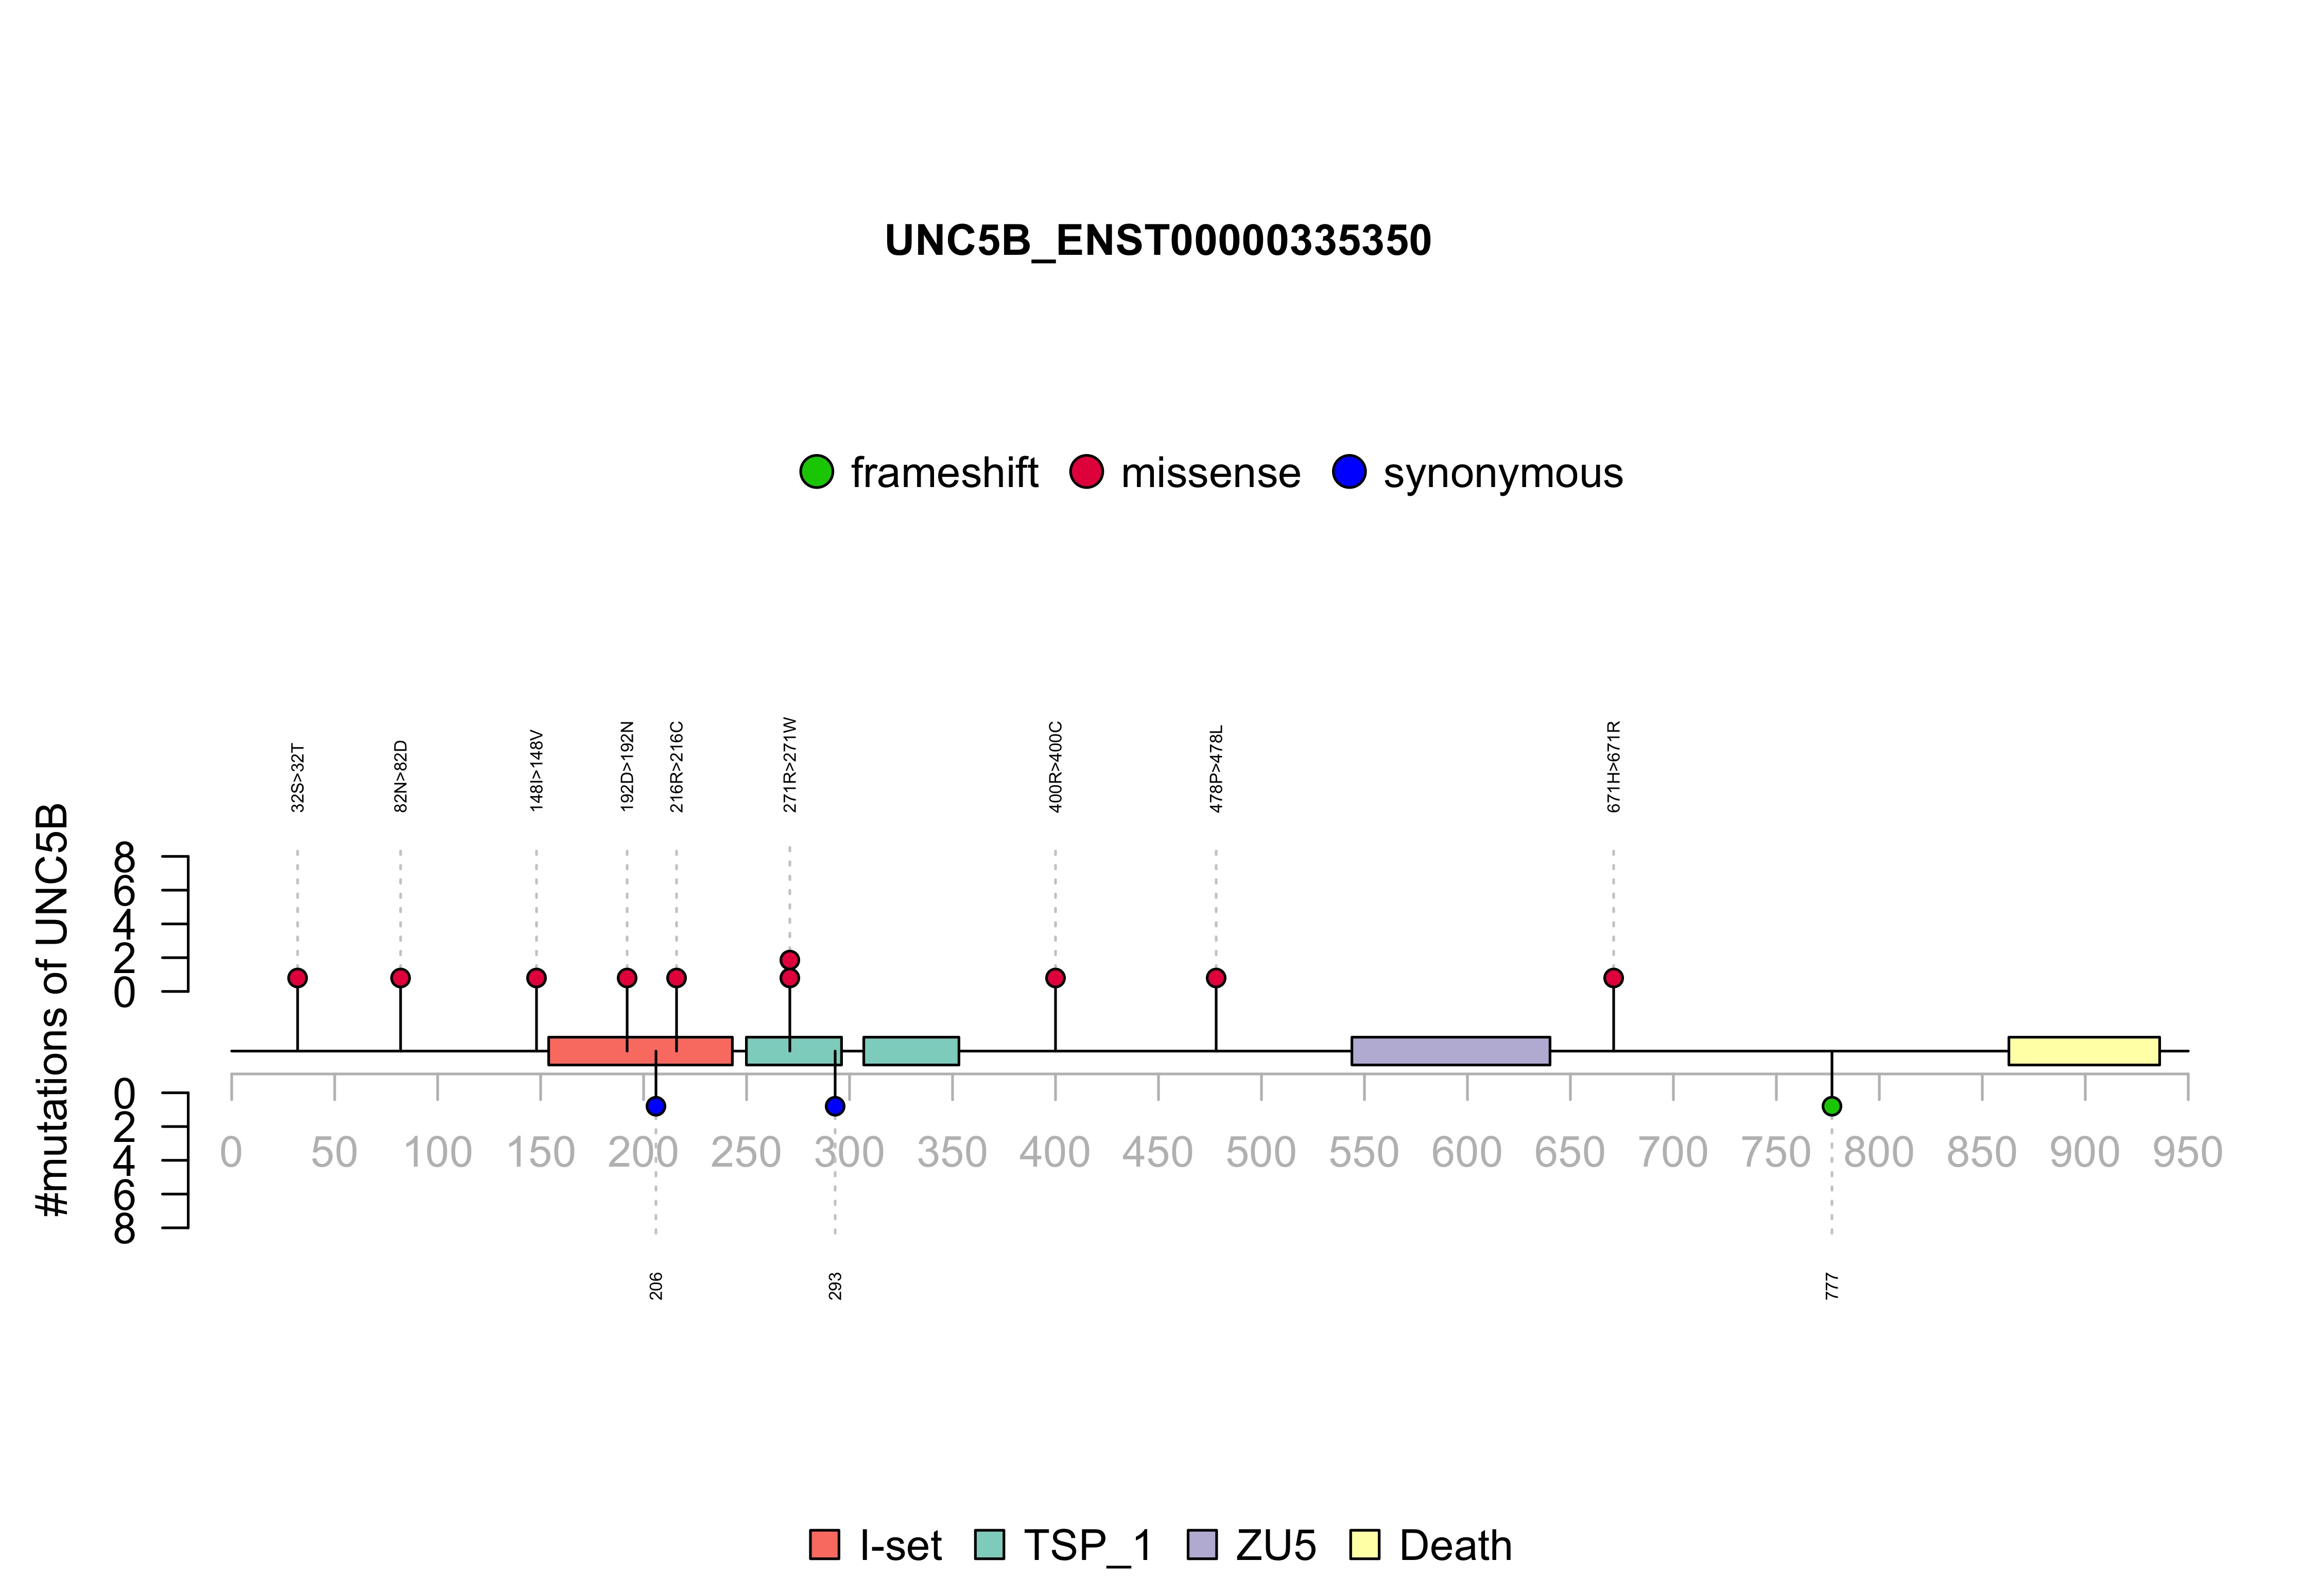 UNC5B_ENST00000335350
frameshift missense synonymous
32S>32T
82N>82D
148I>148V
192D>192N
216R>216C
271R>271W
400R>400C
478P>478L
671H>671R
#mutations of UNC5B
8
6
4
2
0
0
2
4
6
8
0 50 100 150 200 250 300 350 400 450 500 550 600 650 700 750 800 850 900 950
206
293
777
I-set TSP_1 ZU5 Death